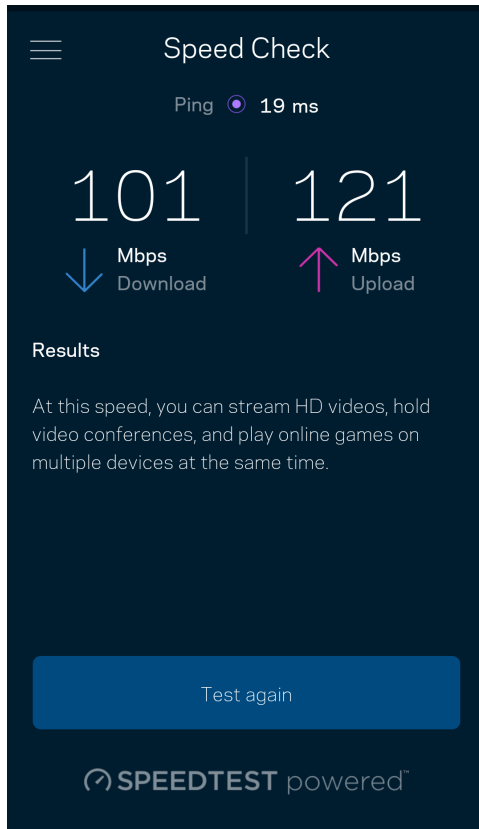 Speed Check
Ping 19 ms
101 121
Mbps Mbps
Download Upload
Results
At this speed, you can stream HD videos, hold
video conferences, and play online games on
multiple devices at the same time.
Test again
SPEEDTEST powered™